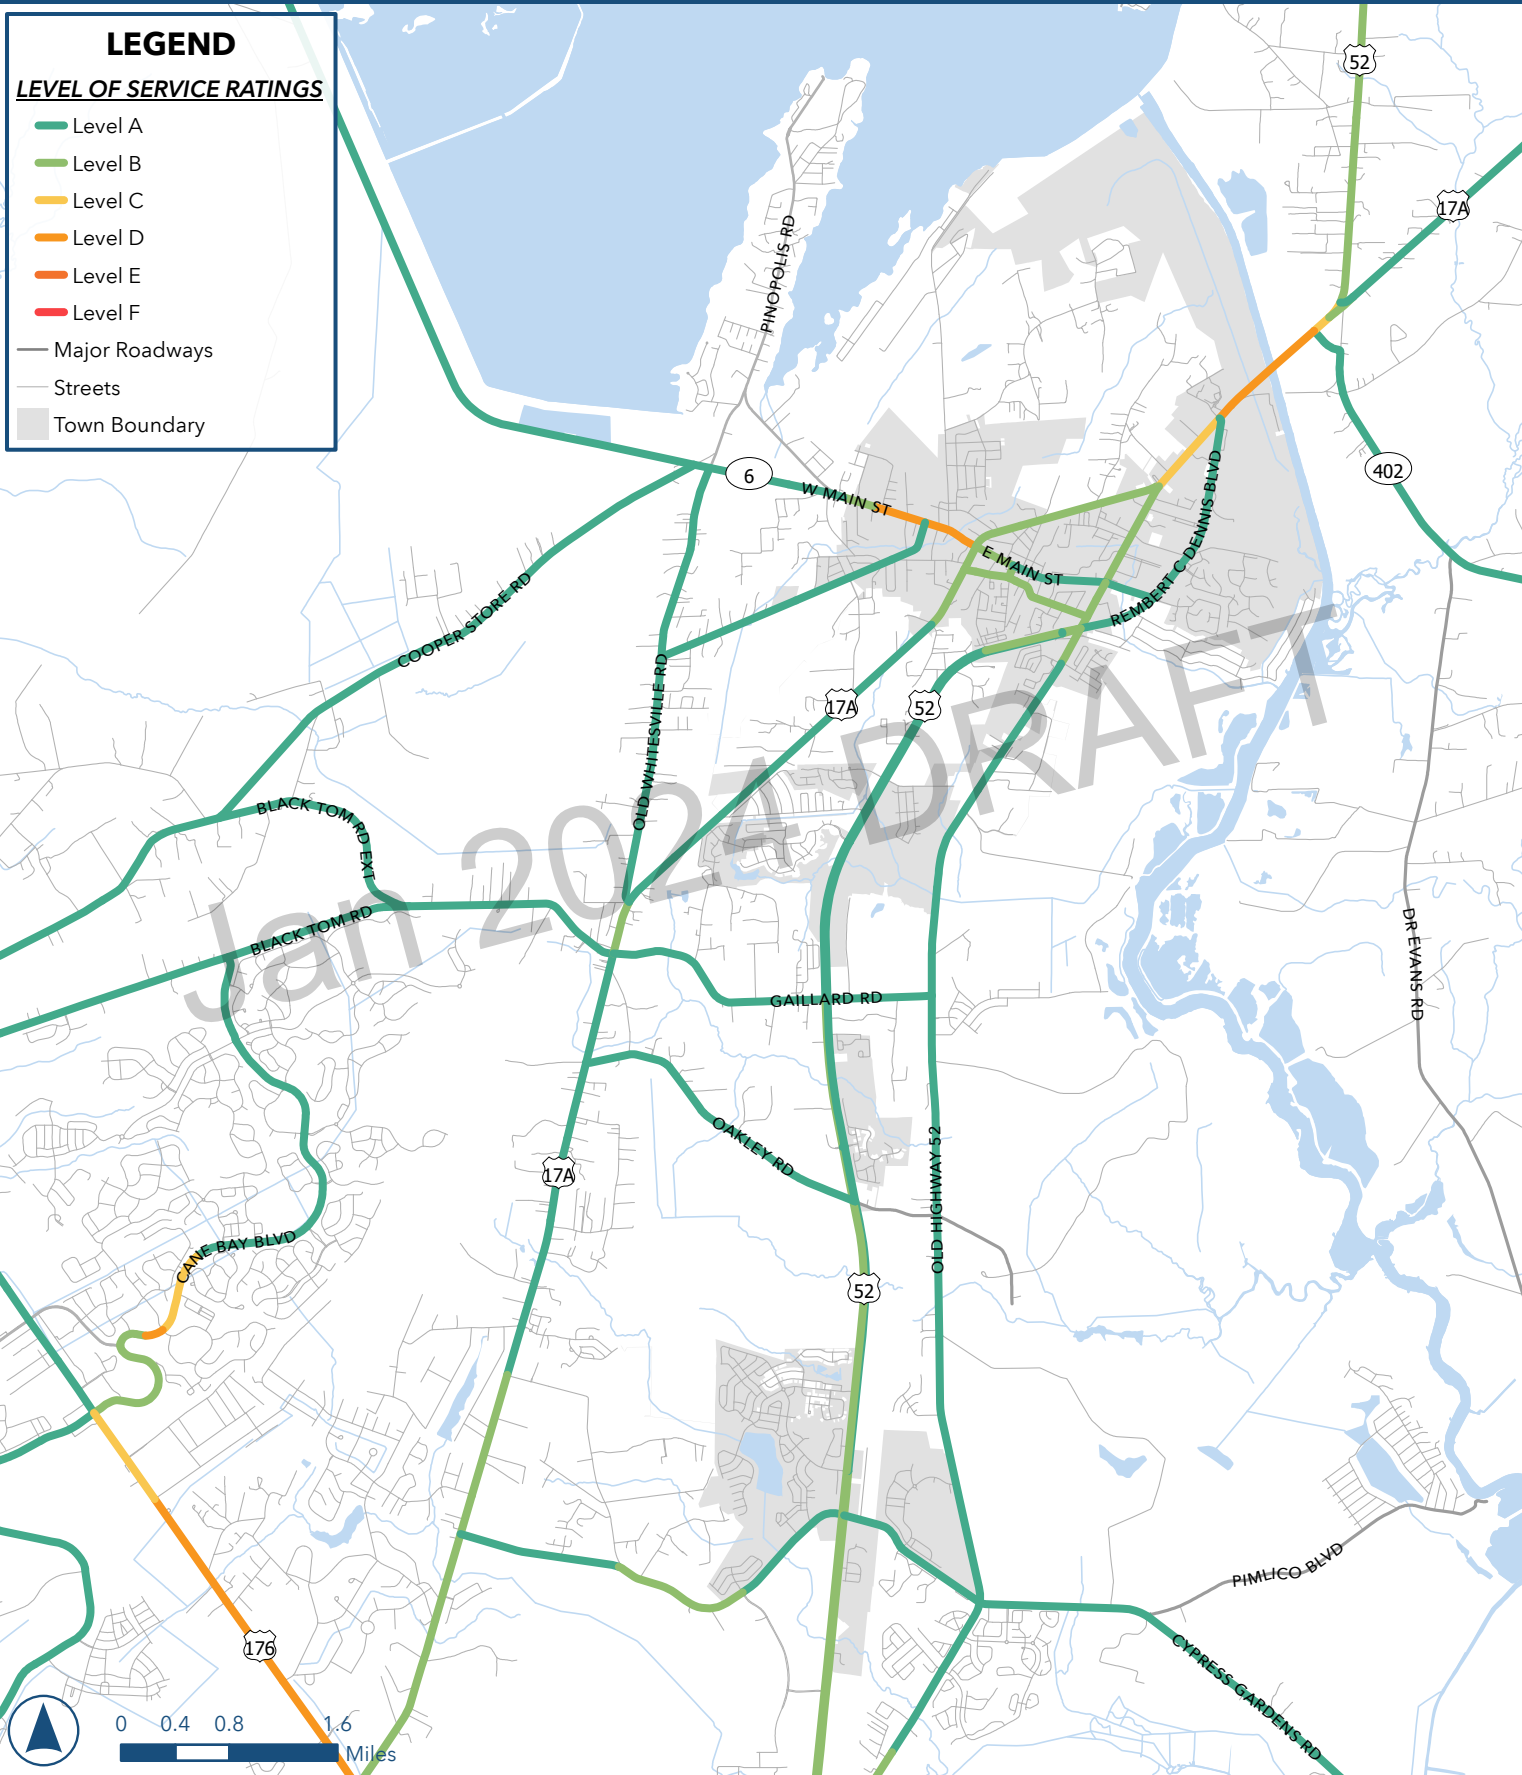 LEGEND
LEVEL OF SERVICE RATINGS
Level A
Level B
Level C
Level D
Level E
Level F
Major Roadways
Streets
Town Boundary
52
17A
PINOPOLIS RD
6
W MAIN ST
402
E MAIN ST
REMBERT C DENNIS BLVD
COOPER STORE RD
OLD WHITESVILLE RD
17A
52
Jan 2024 DRAFT
BLACK TOM RD EXT
BLACK TOM RD
GAILLARD RD
DR EVANS RD
OAKLEY RD
17A
OLD HIGHWAY 52
CANE BAY BLVD
52
PIMLICO BLVD
176
CYPRESS GARDENS RD
0 0.4 0.8 1.6
Miles